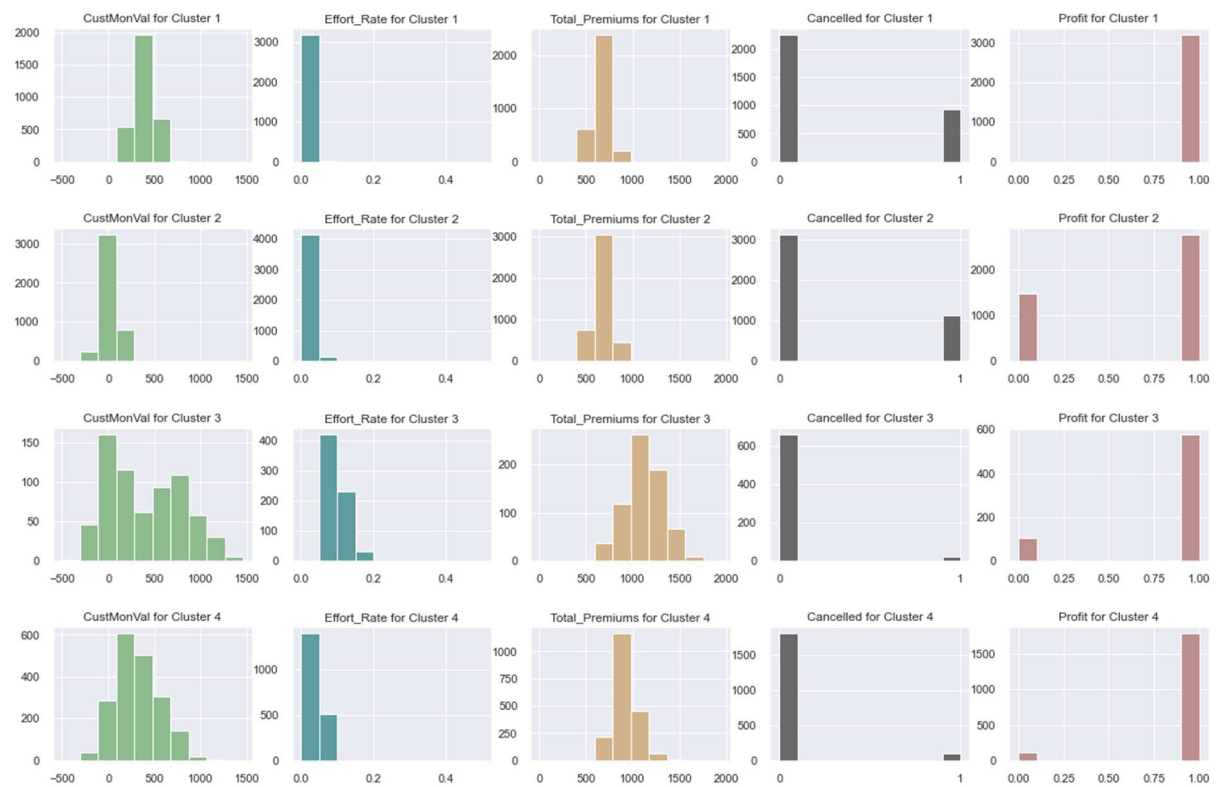 CustMonVal for Cluster 1
Effort_Rate for Cluster 1
Total_Premiums for Cluster 1
Cancelled for Cluster 1
Profit for Cluster 1
2000
1500
1000
500
0
−500 0 500 1000 1500
3000
2000
1000
0
0.0 0.2 0.4
2000
1000
0
0 500 1000 1500 2000
2000
1500
1000
500
0
0 1
3000
2000
1000
0
0.00 0.25 0.50 0.75 1.00
CustMonVal for Cluster 2
Effort_Rate for Cluster 2
Total_Premiums for Cluster 2
Cancelled for Cluster 2
Profit for Cluster 2
3000
2000
1000
0
−500 0 500 1000 1500
4000
3000
2000
1000
0
0.0 0.2 0.4
3000
2000
1000
0
0 500 1000 1500 2000
3000
2000
1000
0
0 1
2000
1000
0
0.00 0.25 0.50 0.75 1.00
CustMonVal for Cluster 3
Effort_Rate for Cluster 3
Total_Premiums for Cluster 3
Cancelled for Cluster 3
Profit for Cluster 3
150
100
50
0
−500 0 500 1000 1500
400
300
200
100
0
0.0 0.2 0.4
200
100
0
0 500 1000 1500 2000
600
400
200
0
0 1
600
400
200
0
0.00 0.25 0.50 0.75 1.00
CustMonVal for Cluster 4
Effort_Rate for Cluster 4
Total_Premiums for Cluster 4
Cancelled for Cluster 4
Profit for Cluster 4
600
400
200
0
−500 0 500 1000 1500
1000
500
0
0.0 0.2 0.4
1000
750
500
250
0
0 500 1000 1500 2000
1500
1000
500
0
0 1
1500
1000
500
0
0.00 0.25 0.50 0.75 1.00